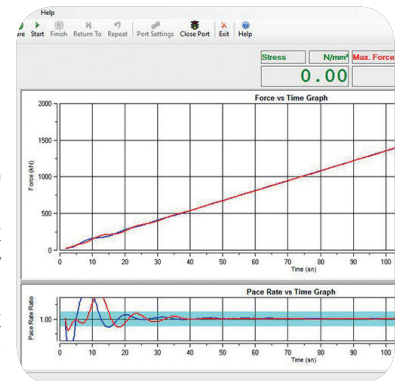 Help
Start Finish Return To Repeat Port Settings Close Port Exit Help
Stress N/mm² Max. Force
0.00
Force vs Time Graph
2000
1500
1000
500
0
Force (kN)
0 10 20 30 40 50 60 70 80 90 100
Time (sn)
Pace Rate vs Time Graph
Pace Rate Ratio
1.00
0 10 20 30 40 50 60 70 80 90 100
Time (sn)